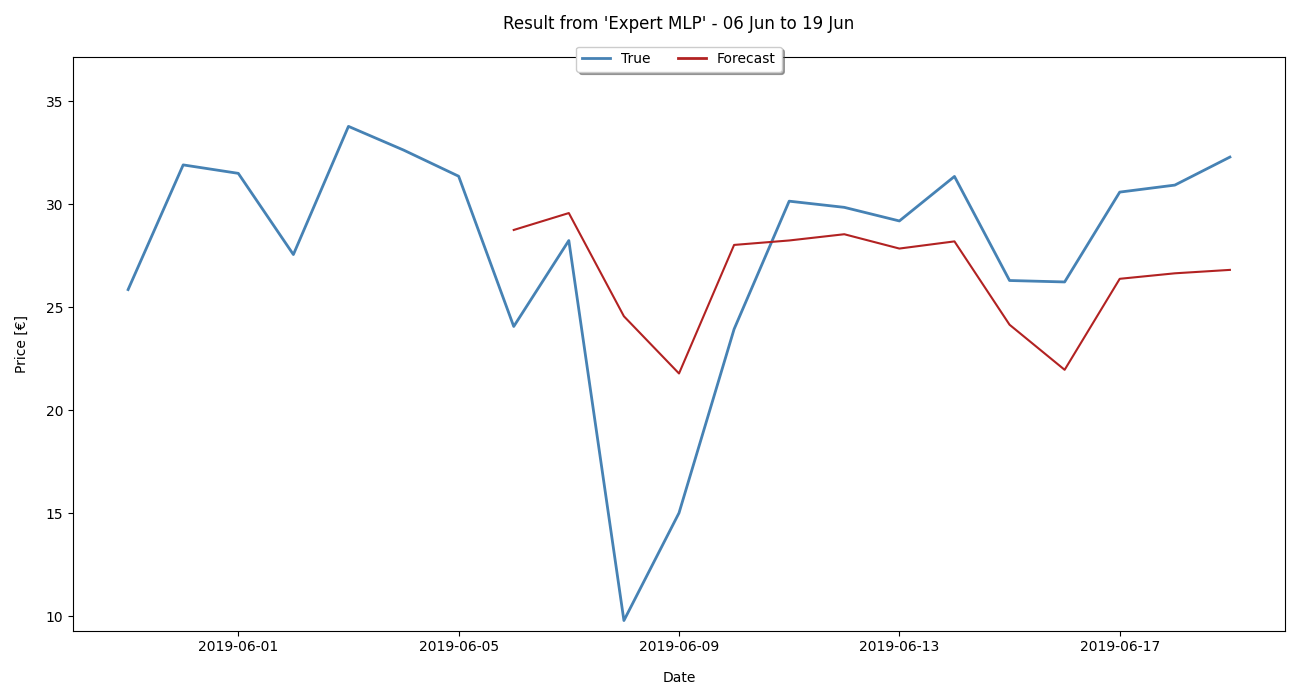 Result from 'Expert MLP' - 06 Jun to 19 Jun
True Forecast
35
30
25
20
15
10
Price [€]
2019-06-01 2019-06-05 2019-06-09 2019-06-13 2019-06-17
Date